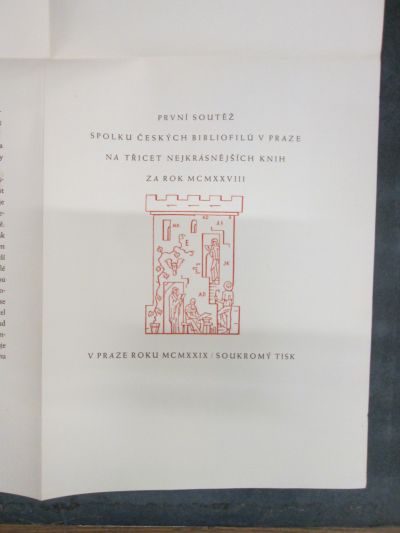 PRVNÍ SOUTĚŽ
SPOLKU ČESKÝCH BIBLIOFILŮ V PRAZE
NA TŘICET NEJKRÁSNĚJŠÍCH KNIH
ZA ROK MCMXXVIII
V PRAZE ROKU MCMXXIX / SOUKROMÝ TISK